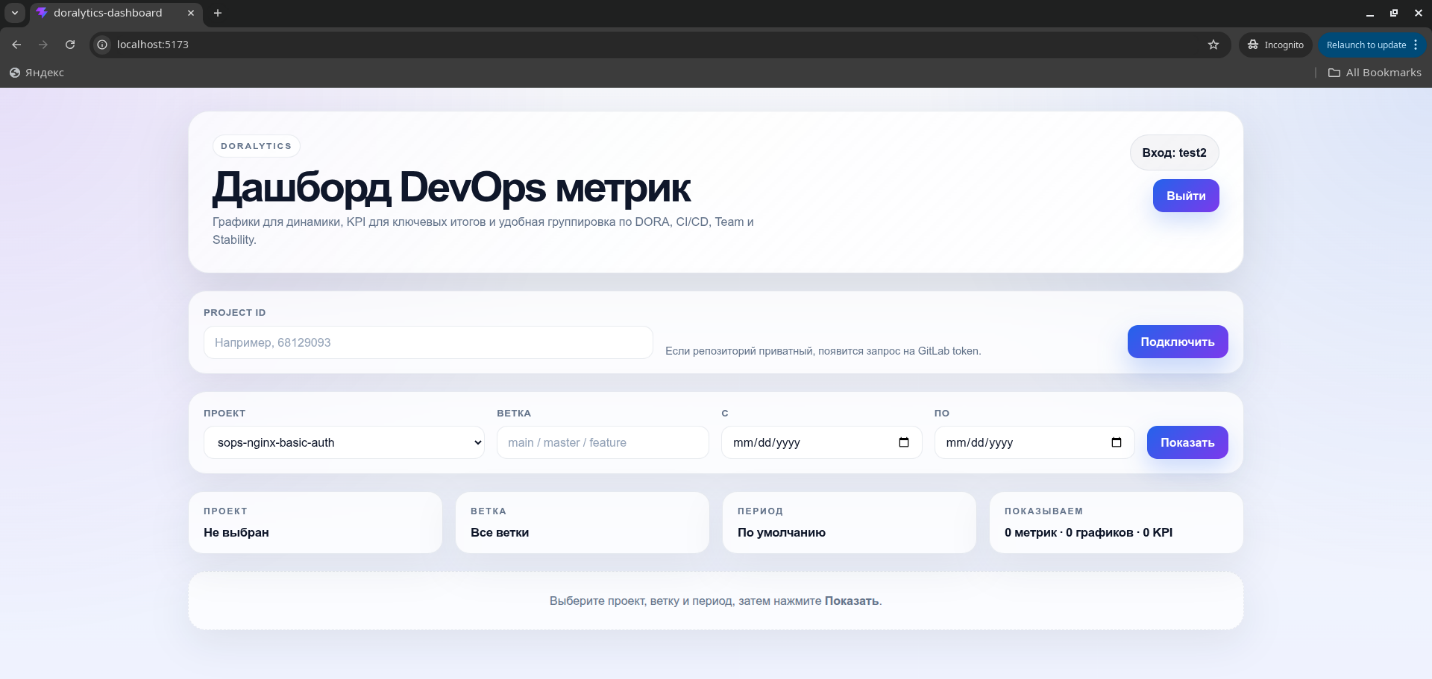 doralytics-dashboard
localhost:5173
Incognito
Relaunch to update
Яндекс
All Bookmarks
DORALYTICS
Дашборд DevOps метрик
Графики для динамики, KPI для ключевых итогов и удобная группировка по DORA, CI/CD, Team и
Stability.
Вход: test2
Выйти
PROJECT ID
Например, 68129093
Если репозиторий приватный, появится запрос на GitLab token.
Подключить
ПРОЕКТ
ВЕТКА
С
ПО
sops-nginx-basic-auth
main / master / feature
mm/dd/yyyy
mm/dd/yyyy
Показать
ПРОЕКТ
Не выбран
ВЕТКА
Все ветки
ПЕРИОД
По умолчанию
ПОКАЗЫВАЕМ
0 метрик · 0 графиков · 0 KPI
Выберите проект, ветку и период, затем нажмите Показать.